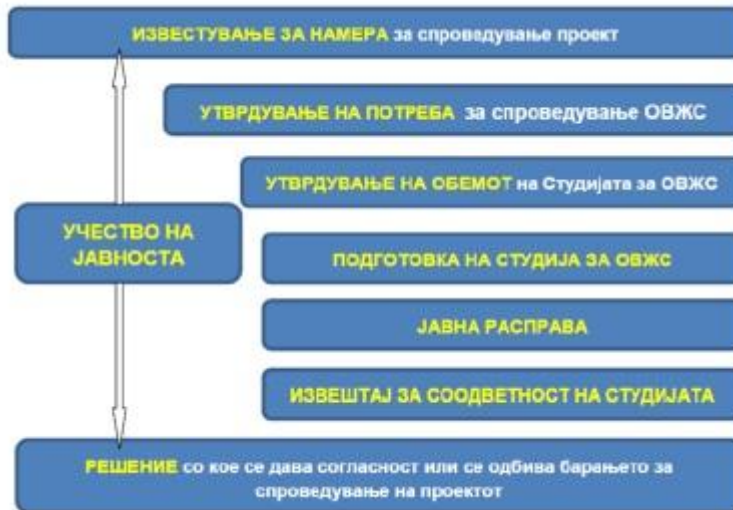 ИЗВЕСТУВАЊЕ ЗА НАМЕРА за спроведување проект
УТВРДУВАЊЕ НА ПОТРЕБА за спроведување ОВЖС
УТВРДУВАЊЕ НА ОБЕМОТ на Студијата за ОВЖС
УЧЕСТВО НА
ЈАВНОСТА
ПОДГОТОВКА НА СТУДИЈА ЗА ОВЖС
ЈАВНА РАСПРАВА
ИЗВЕШТАЈ ЗА СООДВЕТНОСТ НА СТУДИЈАТА
РЕШЕНИЕ со кое се дава согласност или се одбива барањето за
спроведување на проектот